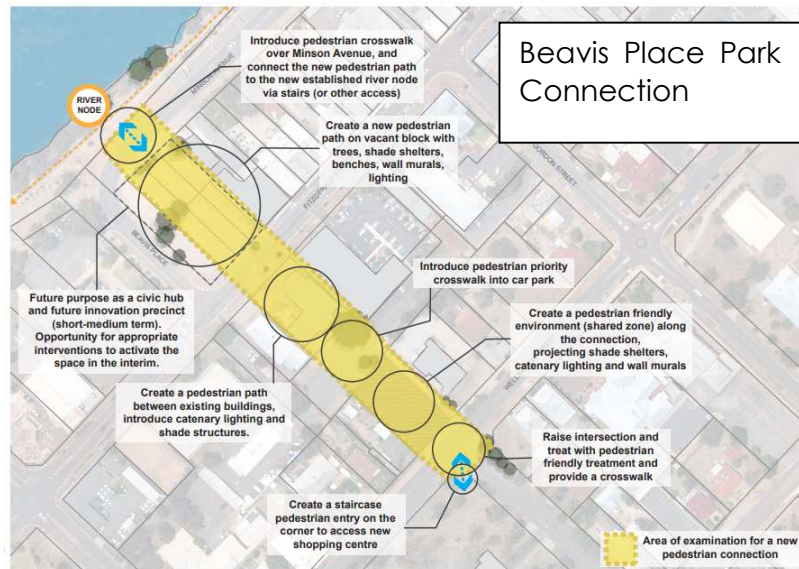 Beavis Place Park
Connection
Introduce pedestrian crosswalk
over Minson Avenue, and
connect the new pedestrian path
to the new established river node
via stairs (or other access)
RIVER
NODE
MINSON AVENUE
Create a new pedestrian
path on vacant block with
trees, shade shelters,
benches, wall murals,
lighting
GORDON STREET
BEAVIS PLACE
Introduce pedestrian priority
crosswalk into car park
Future purpose as a civic hub
and future innovation precinct
(short-medium term).
Opportunity for appropriate
interventions to activate the
space in the interim.
Create a pedestrian friendly
environment (shared zone) along
the connection,
projecting shade shelters,
catenary lighting and wall murals
Create a pedestrian path
between existing buildings,
introduce catenary lighting and
shade structures.
Raise intersection and
treat with pedestrian
friendly treatment and
provide a crosswalk
Create a staircase
pedestrian entry on the
corner to access new
shopping centre
Area of examination for a new
pedestrian connection